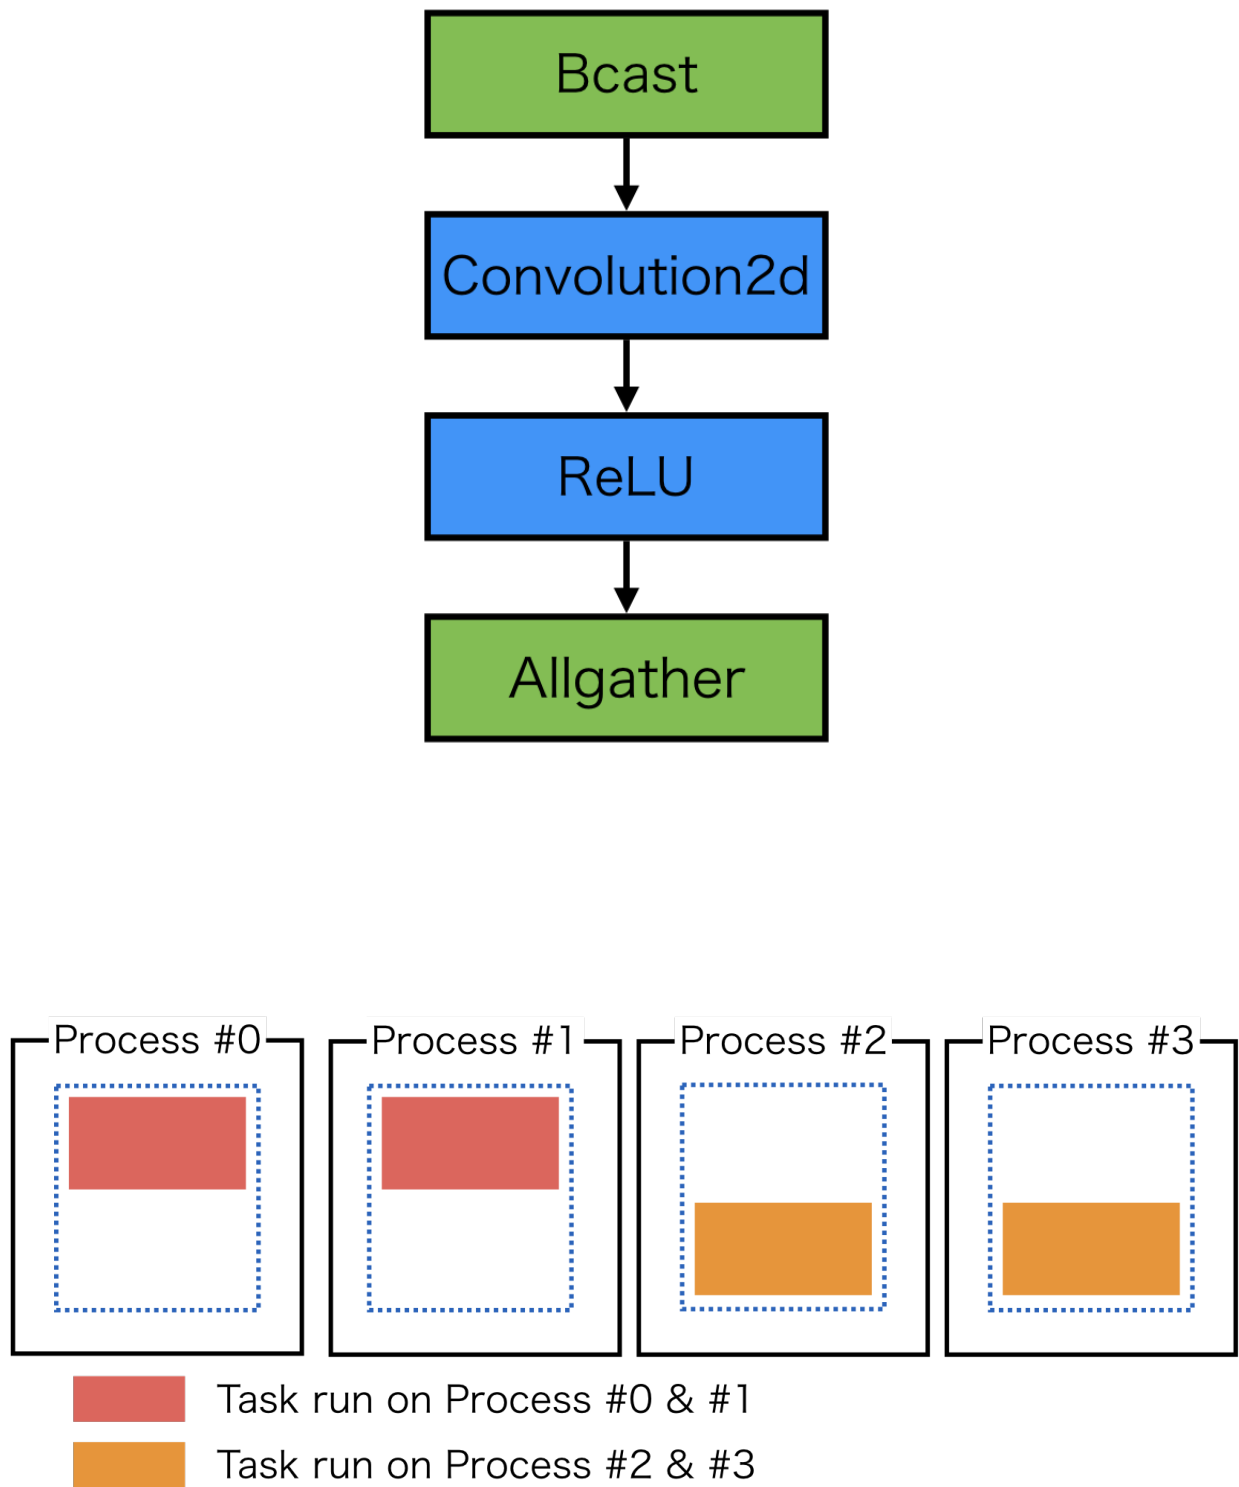 Bcast
Convolution2d
ReLU
Allgather
Process #0
Process #1
Process #2
Process #3
Task run on Process #0 & #1
Task run on Process #2 & #3